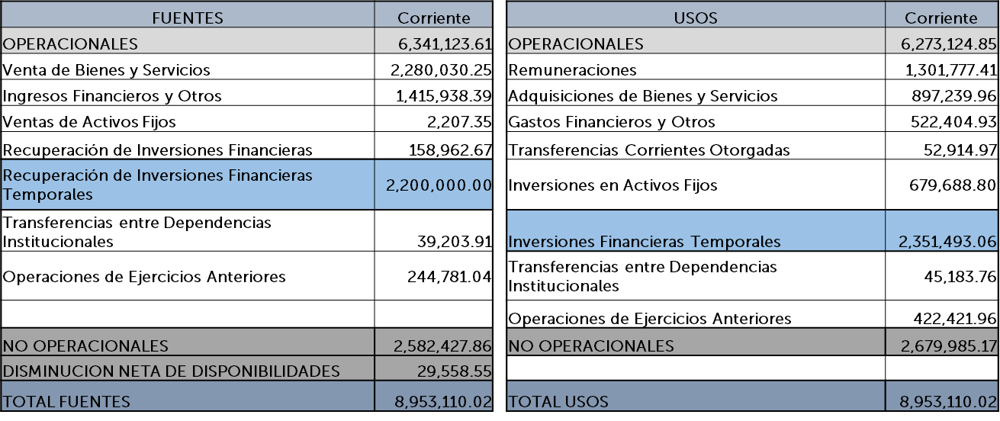 FUENTES Corriente USOS Corriente
OPERACIONALES 6,341,123.61 OPERACIONALES 6,273,124.85
Venta de Bienes y Servicios 2,280,030.25 Remuneraciones 1,301,777.41
Ingresos Financieros y Otros 1,415,938.39 Adquisiciones de Bienes y Servicios 897,239.96
Ventas de Activos Fijos 2,207.35 Gastos Financieros y Otros 522,404.93
Recuperación de Inversiones Financieras 158,962.67 Transferencias Corrientes Otorgadas 52,914.97
Recuperación de Inversiones Financieras
Temporales 2,200,000.00 Inversiones en Activos Fijos 679,688.80
Transferencias entre Dependencias
Institucionales 39,203.91 Inversiones Financieras Temporales 2,351,493.06
Operaciones de Ejercicios Anteriores 244,781.04 Transferencias entre Dependencias
Institucionales 45,183.76
Operaciones de Ejercicios Anteriores 422,421.96
NO OPERACIONALES 2,582,427.86 NO OPERACIONALES 2,679,985.17
DISMINUCION NETA DE DISPONIBILIDADES 29,558.55
TOTAL FUENTES 8,953,110.02 TOTAL USOS 8,953,110.02